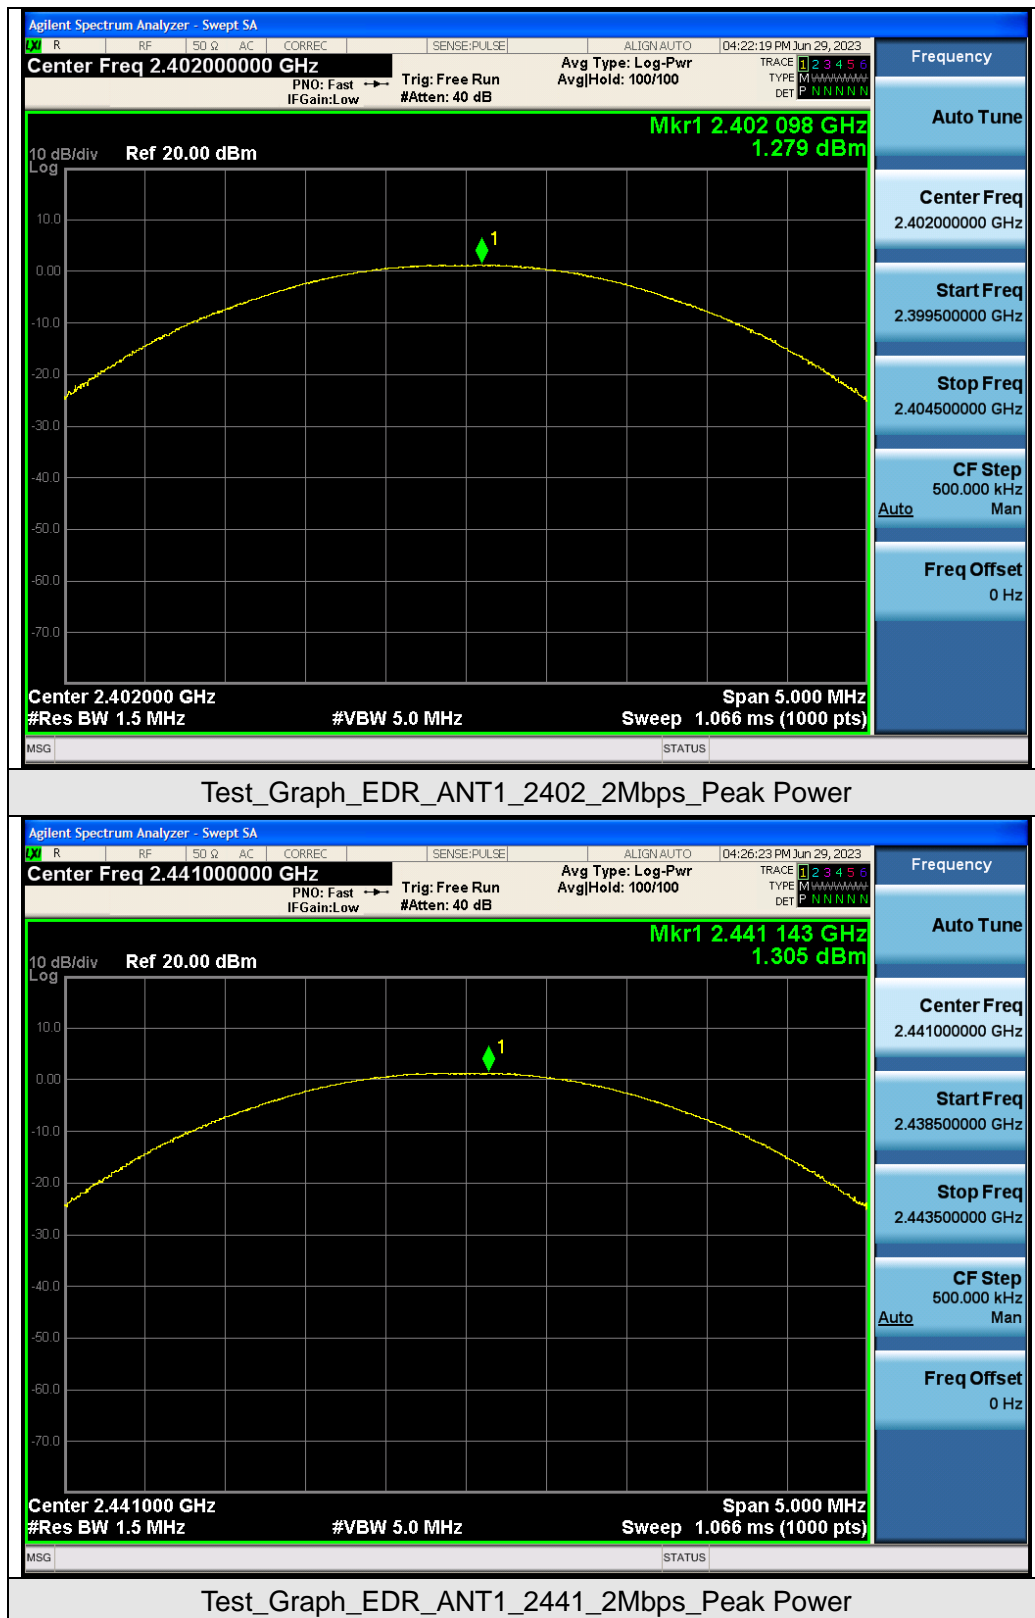 Agilent Spectrum Analyzer - Swept SA
LXI R RF 50 Ω AC CORREC SENSE:PULSE ALIGN AUTO 04:22:19 PM Jun 29, 2023
Center Freq 2.402000000 GHz
PNO: Fast
IFGain:Low
Trig: Free Run
#Atten: 40 dB
Avg Type: Log-Pwr
Avg|Hold: 100/100
TRACE 1 2 3 4 5 6
TYPE M
DET P N N N N N
Frequency
Auto Tune
Mkr1 2.402 098 GHz
1.279 dBm
10 dB/div Ref 20.00 dBm
Log
10.0
0.00
-10.0
-20.0
-30.0
-40.0
-50.0
-60.0
-70.0
1
Center Freq
2.402000000 GHz
Start Freq
2.399500000 GHz
Stop Freq
2.404500000 GHz
CF Step
500.000 kHz
Auto Man
Freq Offset
0 Hz
Center 2.402000 GHz Span 5.000 MHz
#Res BW 1.5 MHz #VBW 5.0 MHz Sweep 1.066 ms (1000 pts)
MSG STATUS
Test_Graph_EDR_ANT1_2402_2Mbps_Peak Power
Agilent Spectrum Analyzer - Swept SA
LXI R RF 50 Ω AC CORREC SENSE:PULSE ALIGN AUTO 04:26:23 PM Jun 29, 2023
Center Freq 2.441000000 GHz
PNO: Fast
IFGain:Low
Trig: Free Run
#Atten: 40 dB
Avg Type: Log-Pwr
Avg|Hold: 100/100
TRACE 1 2 3 4 5 6
TYPE M
DET P N N N N N
Frequency
Auto Tune
Mkr1 2.441 143 GHz
1.305 dBm
10 dB/div Ref 20.00 dBm
Log
10.0
0.00
-10.0
-20.0
-30.0
-40.0
-50.0
-60.0
-70.0
1
Center Freq
2.441000000 GHz
Start Freq
2.438500000 GHz
Stop Freq
2.443500000 GHz
CF Step
500.000 kHz
Auto Man
Freq Offset
0 Hz
Center 2.441000 GHz Span 5.000 MHz
#Res BW 1.5 MHz #VBW 5.0 MHz Sweep 1.066 ms (1000 pts)
MSG STATUS
Test_Graph_EDR_ANT1_2441_2Mbps_Peak Power